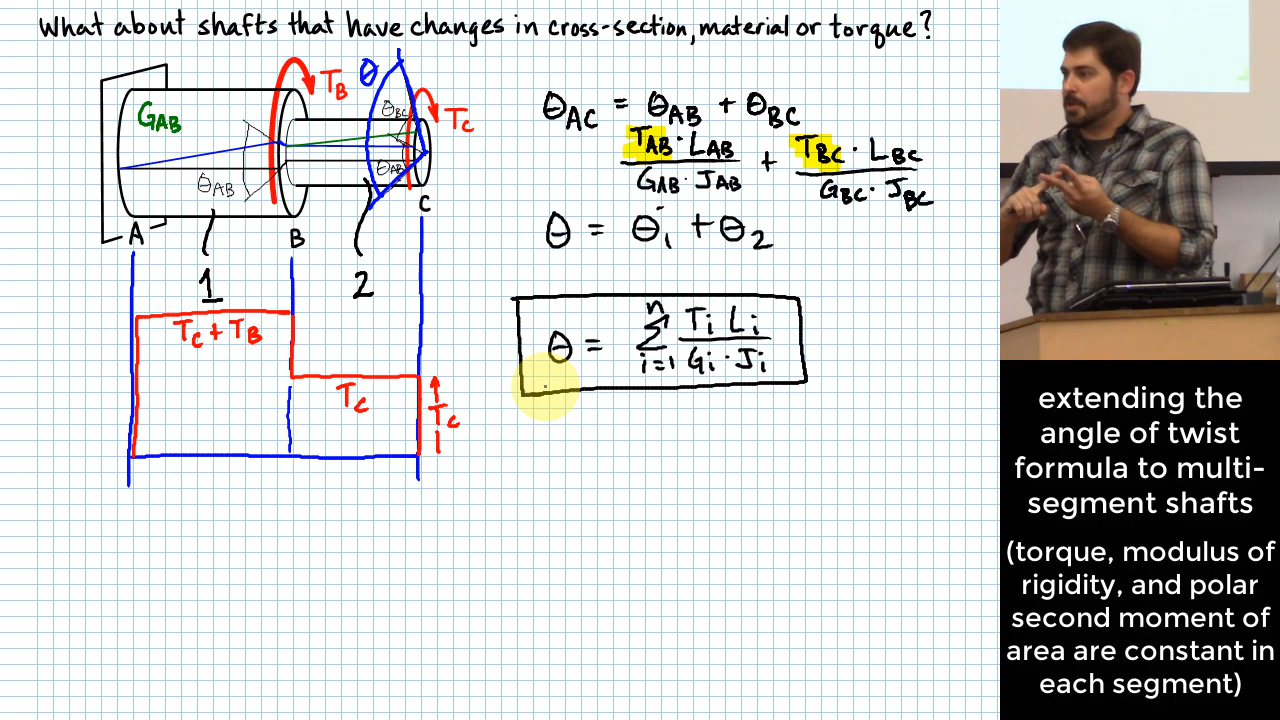 What about shafts that have changes in cross-section, material or torque?
G_AB
T_B
θ
θ_BC
T_C
θ_AB
θ_AB
A
B
C
1
2
T_C + T_B
T_C
T_C
θ_AC = θ_AB + θ_BC
T_AB · L_AB / G_AB · J_AB + T_BC · L_BC / G_BC · J_BC
θ = θ_1 + θ_2
θ = Σ_{i=1}^{n} T_i L_i / G_i · J_i
extending the
angle of twist
formula to multi-
segment shafts
(torque, modulus of
rigidity, and polar
second moment of
area are constant in
each segment)